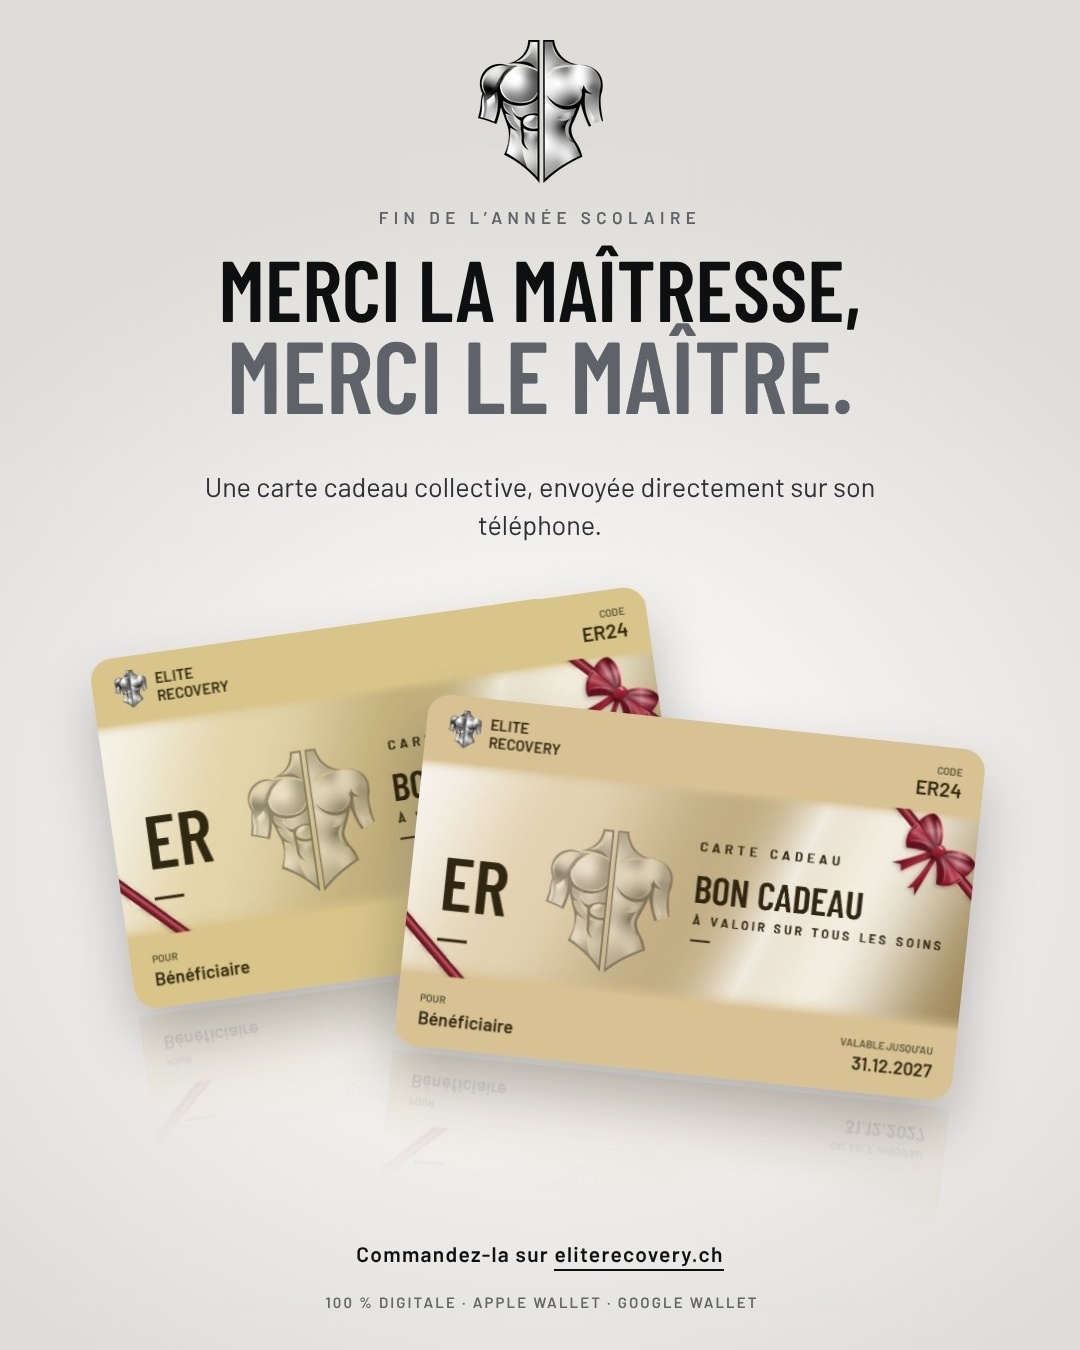 FIN DE L’ANNÉE SCOLAIRE
MERCI LA MAÎTRESSE,
MERCI LE MAÎTRE.
Une carte cadeau collective, envoyée directement sur son
téléphone.
ELITE
RECOVERY
CODE
ER24
ER
POUR
Bénéficiaire
ELITE
RECOVERY
CODE
ER24
ER
CARTE CADEAU
BON CADEAU
À VALOIR SUR TOUS LES SOINS
POUR
Bénéficiaire
VALABLE JUSQU'AU
31.12.2027
Commandez-la sur eliterecovery.ch
100 % DIGITALE · APPLE WALLET · GOOGLE WALLET